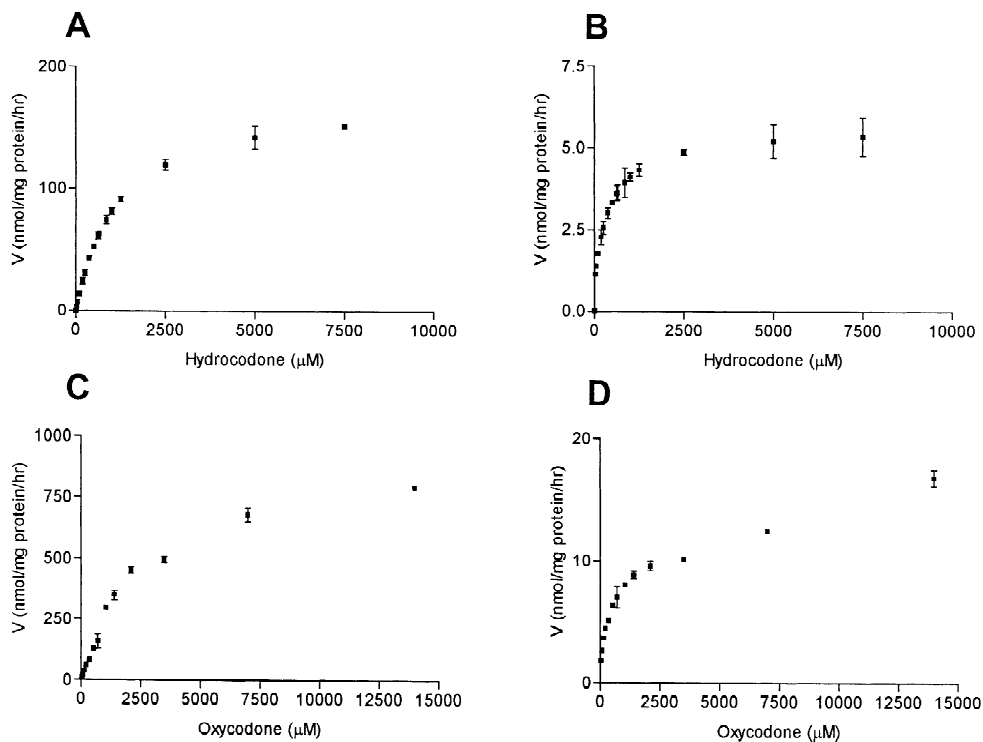 A
200
100
0
V (nmol/mg protein/hr)
0 2500 5000 7500 10000
Hydrocodone (μM)
B
7.5
5.0
2.5
0.0
V (nmol/mg protein/hr)
0 2500 5000 7500 10000
Hydrocodone (μM)
C
1000
750
500
250
0
V (nmol/mg protein/hr)
0 2500 5000 7500 10000 12500 15000
Oxycodone (μM)
D
20
10
0
V (nmol/mg protein/hr)
0 2500 5000 7500 10000 12500 15000
Oxycodone (μM)